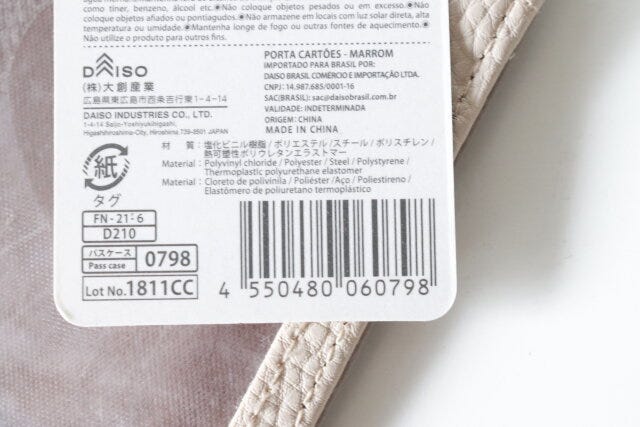 como tíner, benzeno, álcool etc.◉Não coloque objetos pesados ou em excesso.◉Não
coloque objetos afiados ou pontiagudos.◉Não armazene em locais com luz solar direta, alta
temperatura ou umidade.◉Mantenha longe de fogo ou outras fontes de aquecimento.◉
Não utilize o produto para outros fins.
DAISO
(株)大創産業
広島県東広島市西条吉行東1-4-14
DAISO INDUSTRIES CO., LTD.
1-4-14 Saijo-Yoshiyukihigashi,
Higashihiroshima-City, Hiroshima 739-8501 JAPAN
PORTA CARTÕES - MARROM
IMPORTADO PARA BRASIL POR:
DAISO BRASIL COMÉRCIO E IMPORTAÇÃO LTDA.
CNPJ: 14.987.685/0001-16
SAC(BRASIL): sac@daisobrasil.com.br
VALIDADE: INDETERMINADA
ORIGEM: CHINA
MADE IN CHINA
紙
タグ
材 質:塩化ビニル樹脂/ポリエステル/スチール/ポリスチレン/
熱可塑性ポリウレタンエラストマー
Material:Polyvinyl chloride / Polyester / Steel / Polystyrene /
Thermoplastic polyurethane elastomer
Material:Cloreto de polivinila / Poliéster /Aço / Poliestireno /
Elastômero de poliuretano termoplástico
FN-21-6
D210
パスケース
Pass case
0798
Lot No.1811CC
4 550480 060798